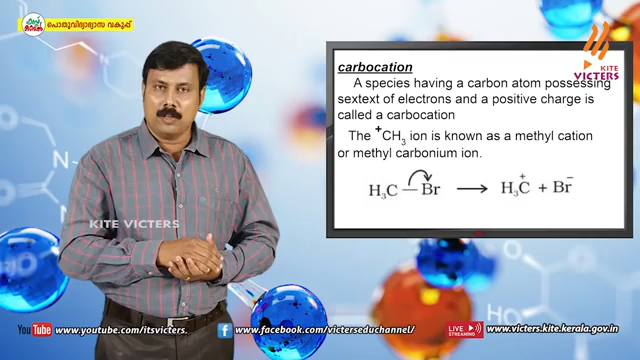 പൊതുവിദ്യാഭ്യാസ വകുപ്പ്
KITE
VICTERS
carbocation
A species having a carbon atom possessing
sextext of electrons and a positive charge is
called a carbocation
The ⁺CH₃ ion is known as a methyl cation
or methyl carbonium ion.
H₃C — Br ⟶ H₃C⁺ + Br⁻
KITE VICTERS
YouTube www.youtube.com/itsvicters.
f www.facebook.com/victerseduchannel/
LIVE STREAMING www.victers.kite.kerala.gov.in